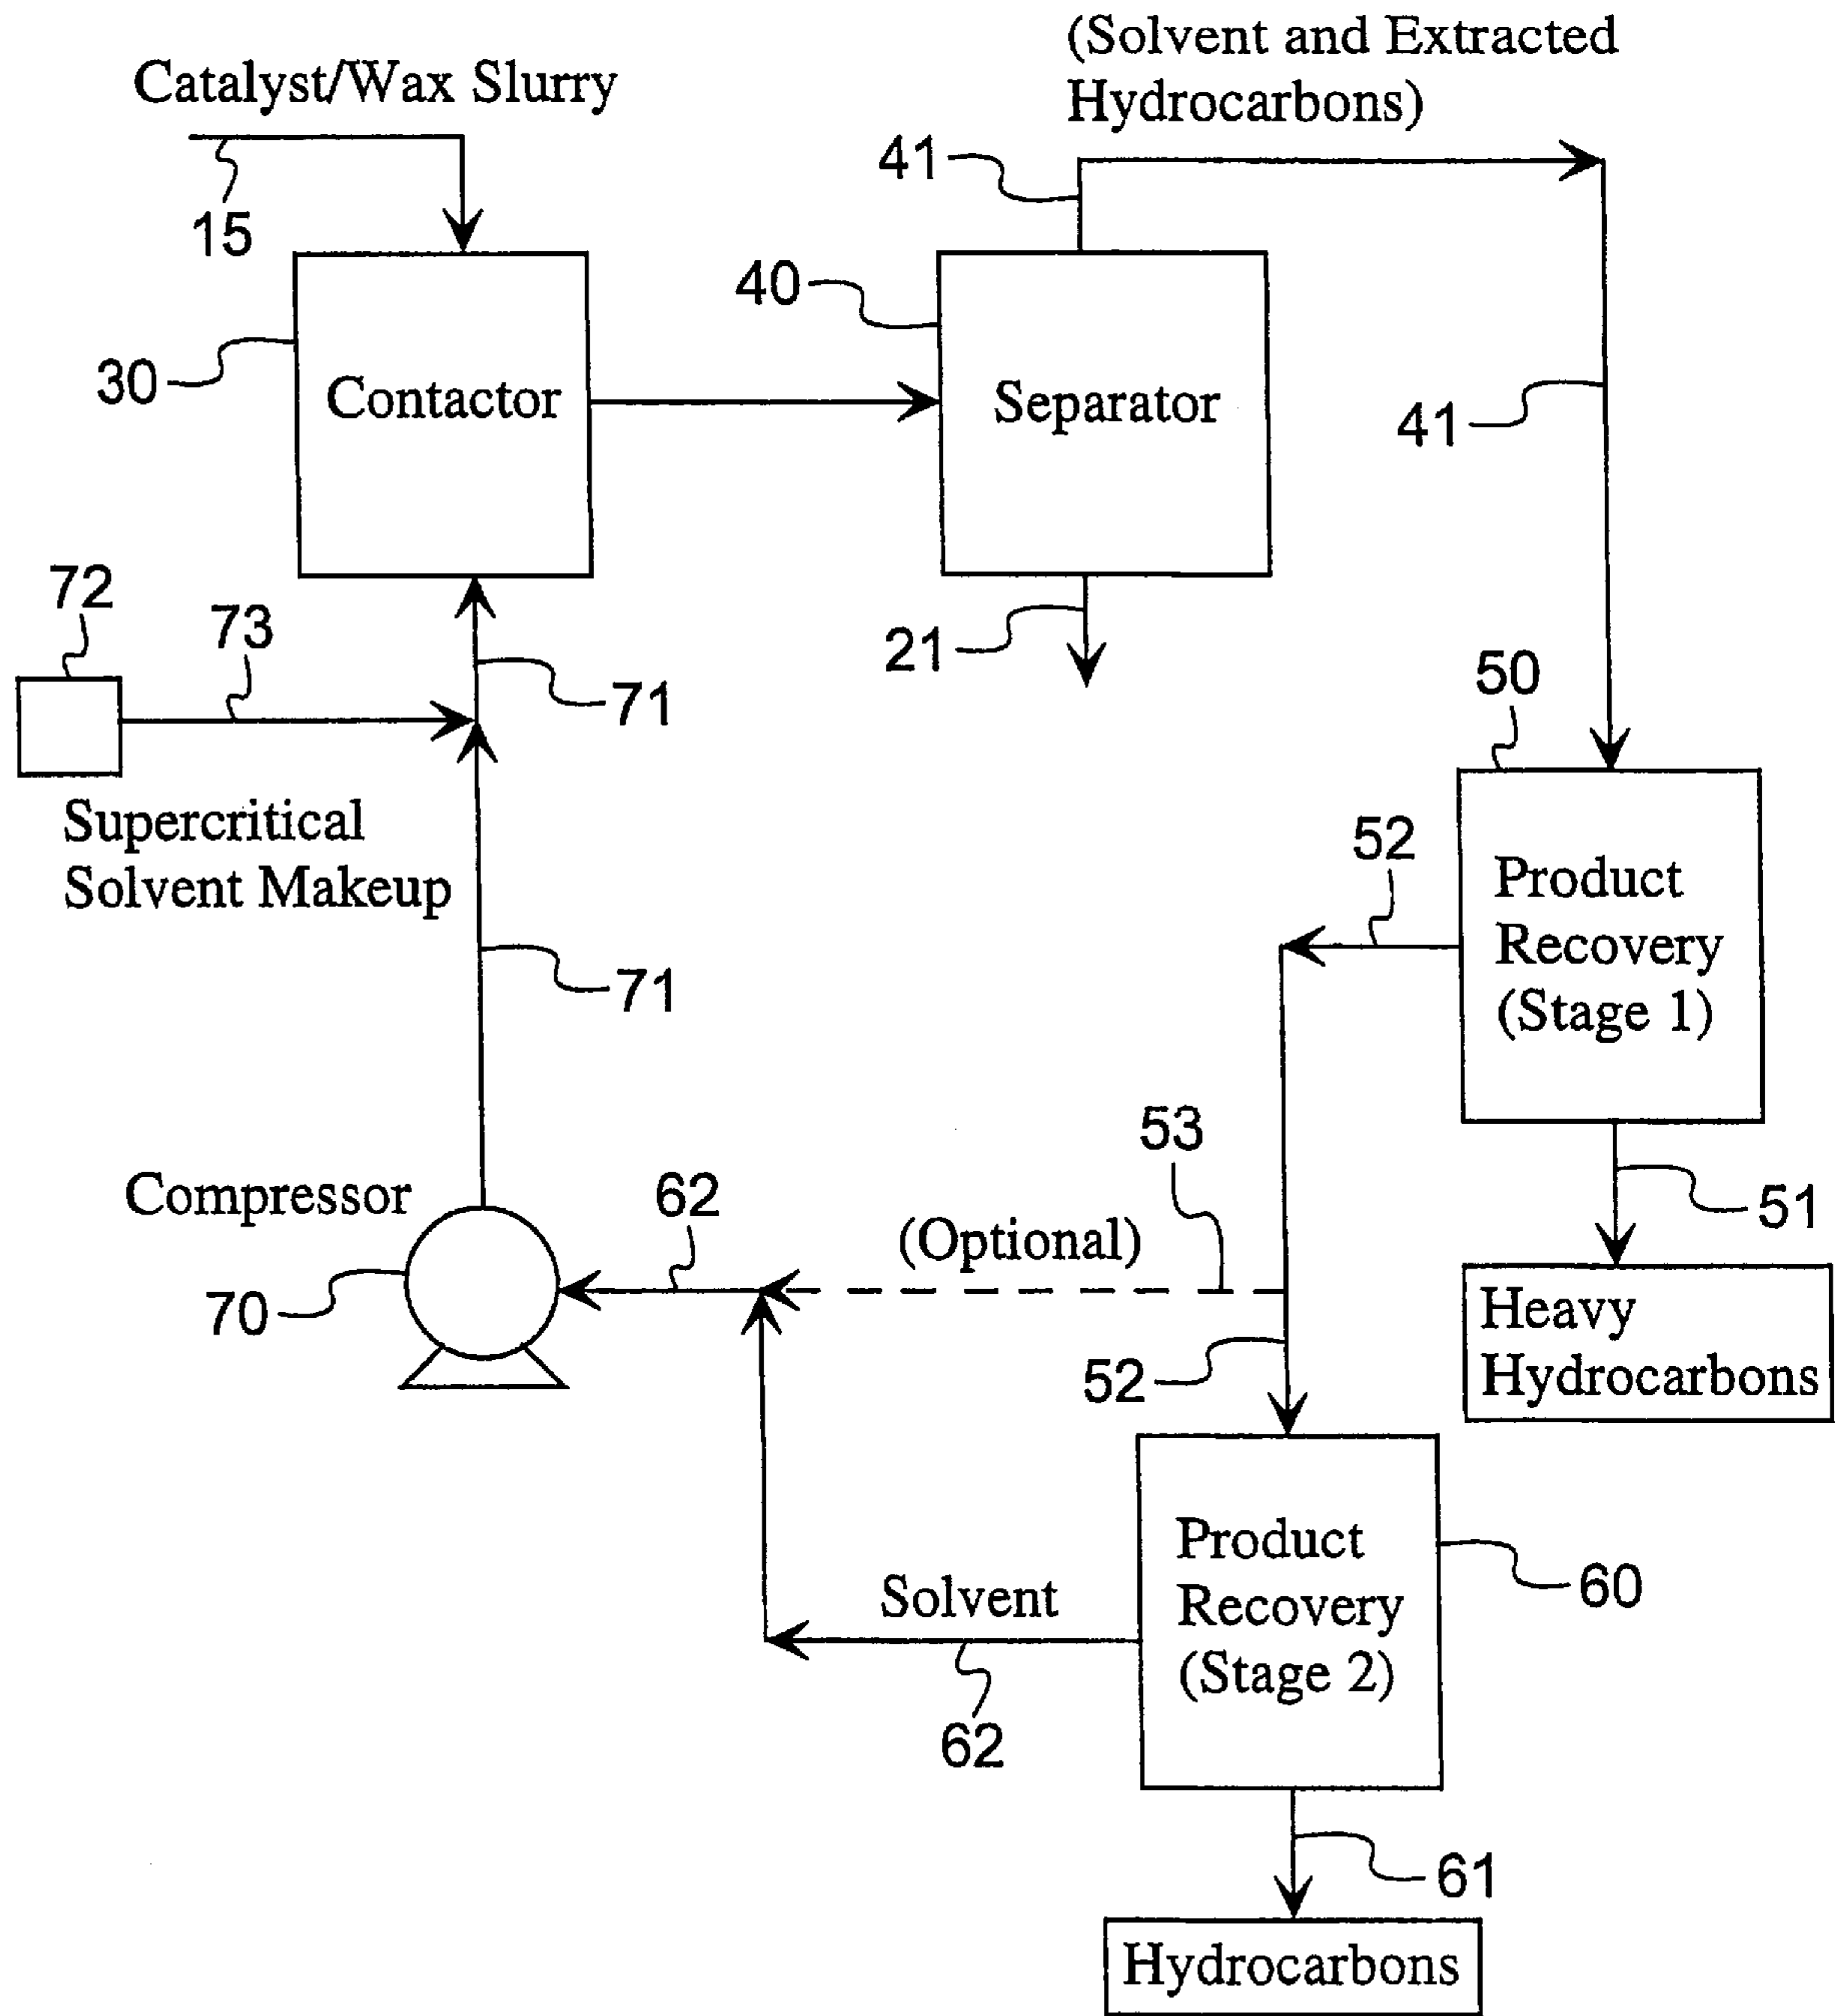 (Solvent and Extracted
Hydrocarbons)
Catalyst/Wax Slurry
41
15
40
30
Contactor
Separator
41
72
73
21
71
50
Supercritical
Solvent Makeup
52
Product
Recovery
(Stage 1)
71
53
51
Compressor
62
(Optional)
70
Heavy
Hydrocarbons
52
Product
Recovery
(Stage 2)
60
Solvent
62
61
Hydrocarbons